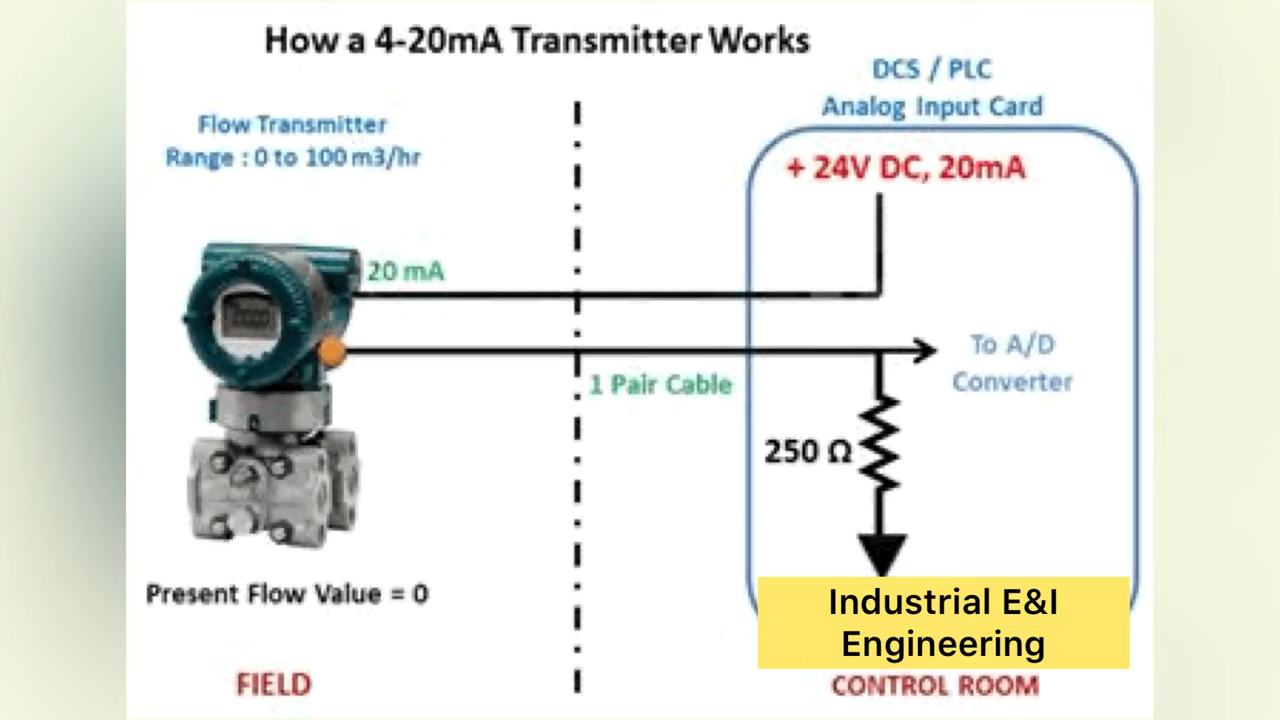 How a 4-20mA Transmitter Works
DCS / PLC
Analog Input Card
Flow Transmitter
Range : 0 to 100 m3/hr
+ 24V DC, 20mA
20 mA
To A/D
Converter
1 Pair Cable
250 Ω
Present Flow Value = 0
Industrial E&I
Engineering
FIELD
CONTROL ROOM